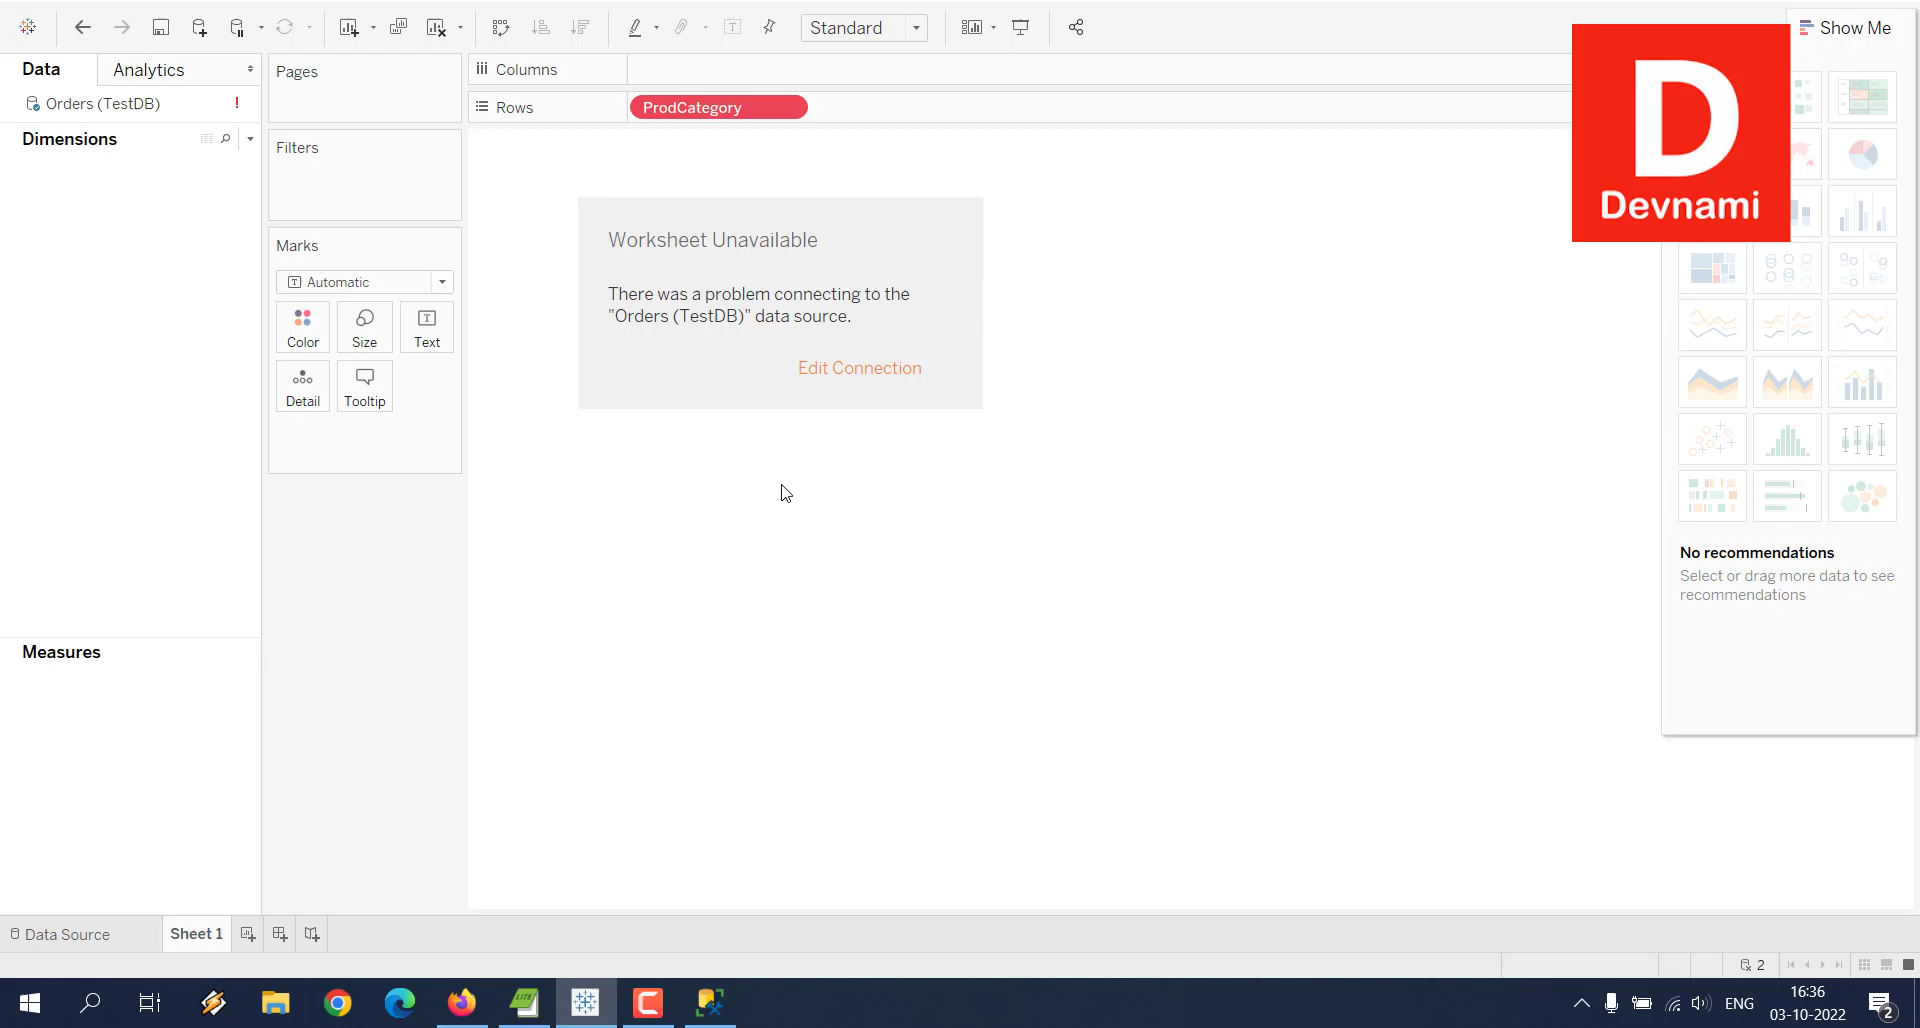 Standard
Show Me
Data
Analytics
Pages
Columns
Orders (TestDB) !
Rows
ProdCategory
Dimensions
Filters
D
Devnami
Marks
Automatic
Color
Size
Text
Detail
Tooltip
Worksheet Unavailable
There was a problem connecting to the
"Orders (TestDB)" data source.
Edit Connection
No recommendations
Select or drag more data to see
recommendations
Measures
Data Source
Sheet 1
2
LITE
ENG
16:36
03-10-2022
2